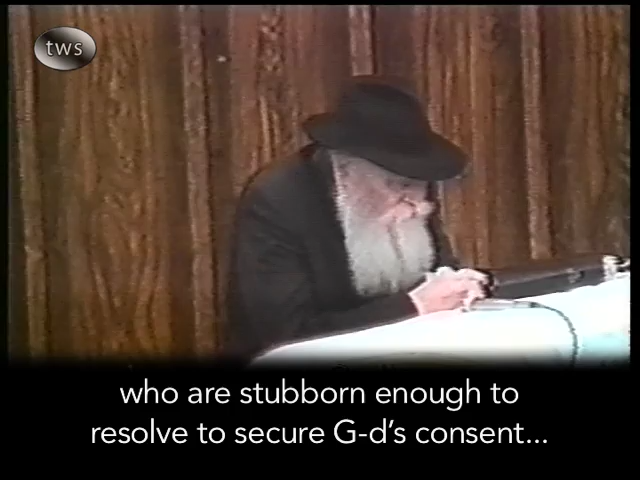 tws
who are stubborn enough to
resolve to secure G-d's consent...